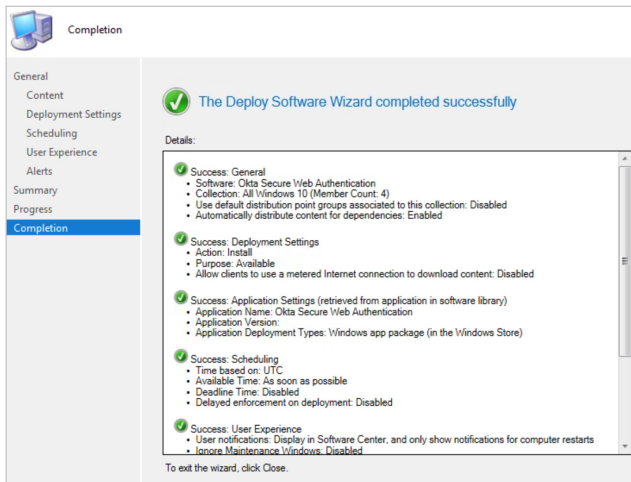 Completion
General
Content
Deployment Settings
Scheduling
User Experience
Alerts
Summary
Progress
Completion
The Deploy Software Wizard completed successfully
Details:
Success: General
• Software: Okta Secure Web Authentication
• Collection: All Windows 10 (Member Count: 4)
• Use default distribution point groups associated to this collection: Disabled
• Automatically distribute content for dependencies: Enabled
Success: Deployment Settings
• Action: Install
• Purpose: Available
• Allow clients to use a metered Internet connection to download content: Disabled
Success: Application Settings (retrieved from application in software library)
• Application Name: Okta Secure Web Authentication
• Application Version:
• Application Deployment Types: Windows app package (in the Windows Store)
Success: Scheduling
• Time based on: UTC
• Available Time: As soon as possible
• Deadline Time: Disabled
• Delayed enforcement on deployment: Disabled
Success: User Experience
• User notifications: Display in Software Center, and only show notifications for computer restarts
• Ignore Maintenance Windows: Disabled
To exit the wizard, click Close.